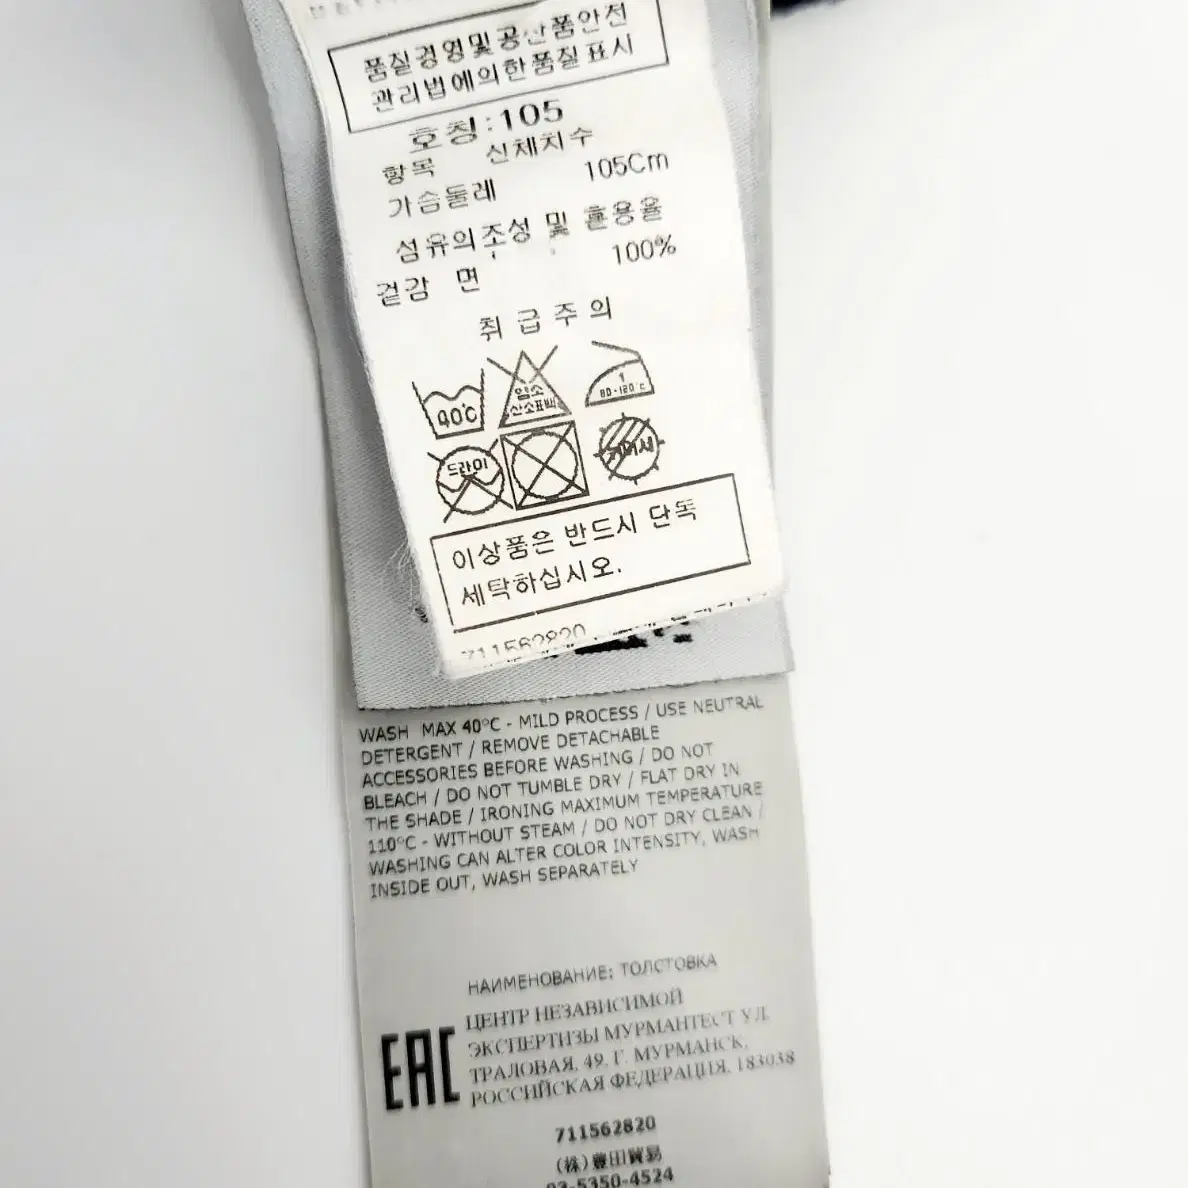 품질경영및공산품안전
관리법에의한품질표시
호칭:105
항목 신체치수
가슴둘레 105Cm
섬유의조성 및 혼용율
겉감 면 100%
취급주의
40℃
염소
산소표백
1
80-120℃
드라이
이상품은 반드시 단독
세탁하십시오.
711562820
WASH MAX 40°C - MILD PROCESS / USE NEUTRAL
DETERGENT / REMOVE DETACHABLE
ACCESSORIES BEFORE WASHING / DO NOT
BLEACH / DO NOT TUMBLE DRY / FLAT DRY IN
THE SHADE / IRONING MAXIMUM TEMPERATURE
110°C - WITHOUT STEAM / DO NOT DRY CLEAN /
WASHING CAN ALTER COLOR INTENSITY, WASH
INSIDE OUT, WASH SEPARATELY
НАИМЕНОВАНИЕ: ТОЛСТОВКА
ЦЕНТР НЕЗАВИСИМОЙ
ЭКСПЕРТИЗЫ МУРМАНТЕСТ УЛ.
ТРАЛОВАЯ, 49, Г. МУРМАНСК,
РОССИЙСКАЯ ФЕДЕРАЦИЯ, 183038
EAC
711562820
(株)豊田貿易
03-5350-4524